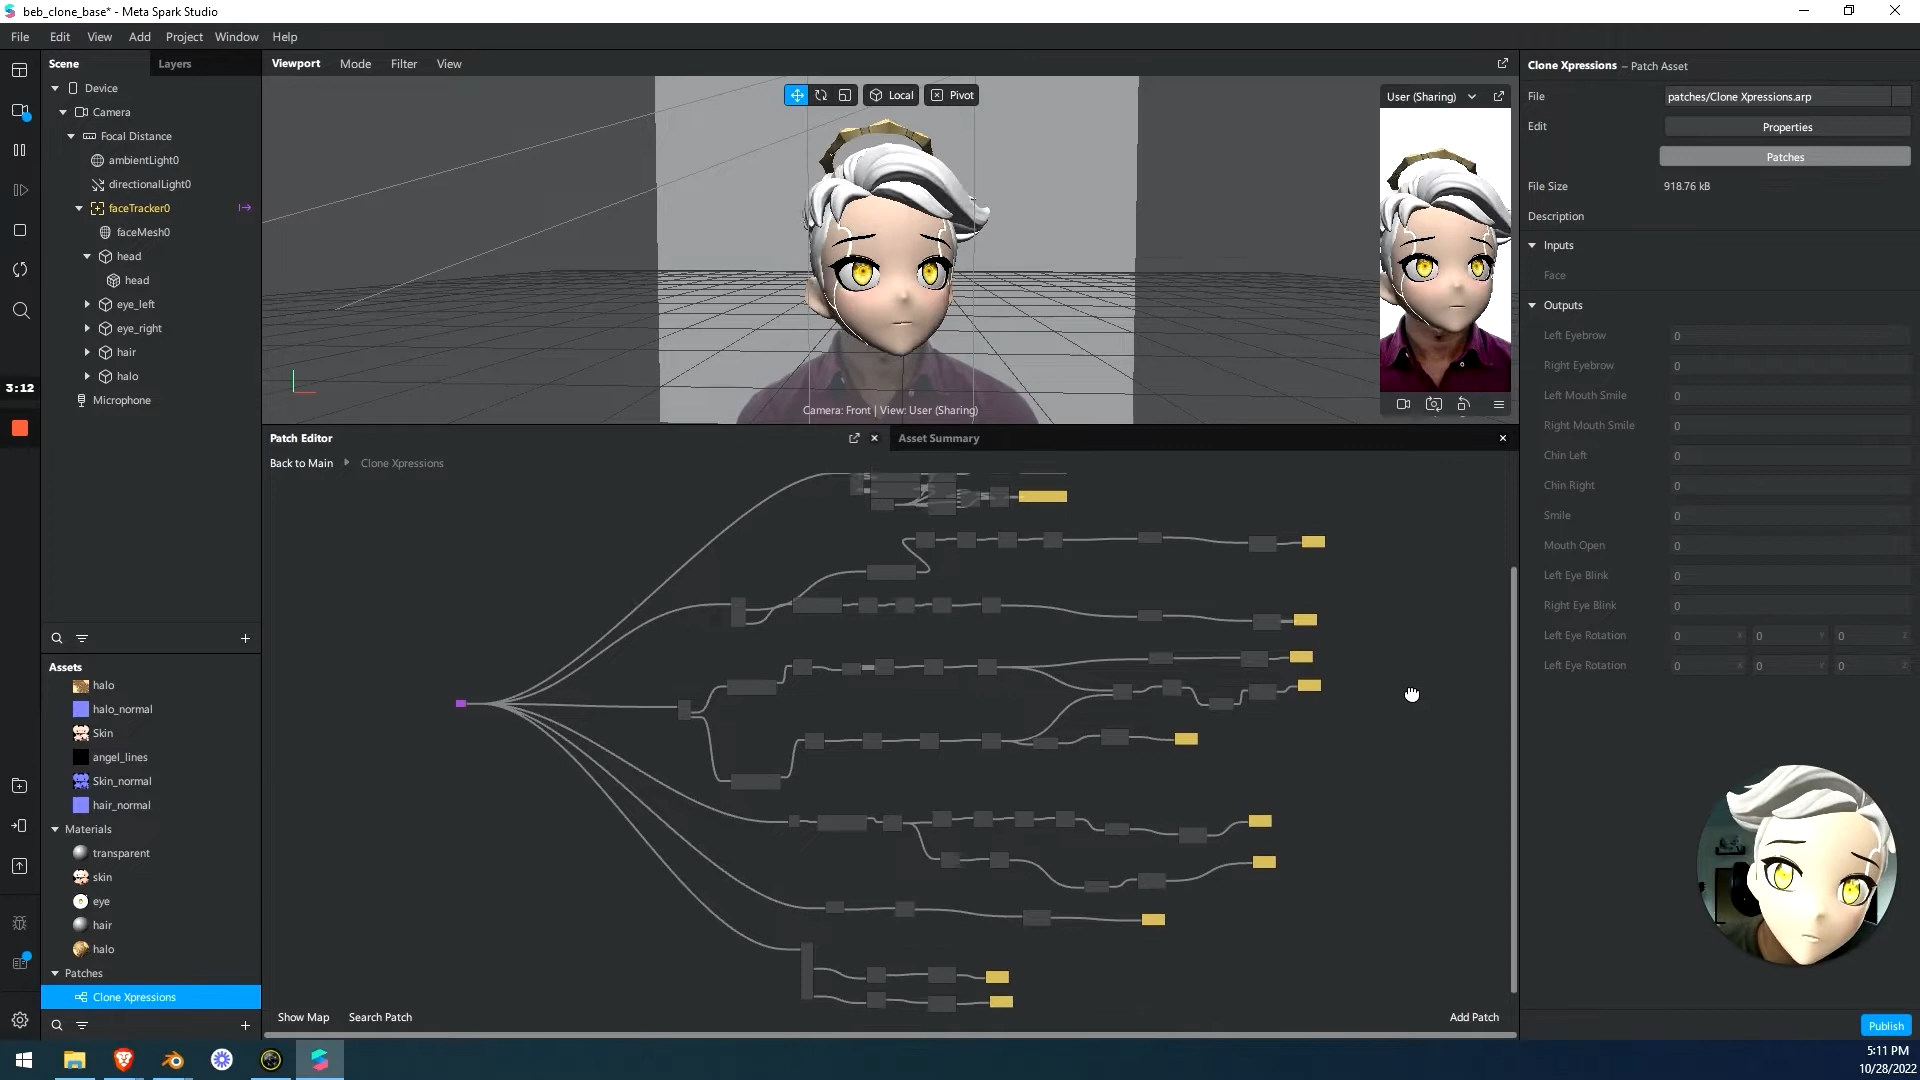 beb_clone_base* - Meta Spark Studio
File Edit View Add Project Window Help
Scene Layers
Device
Camera
Focal Distance
ambientLight0
directionalLight0
faceTracker0
faceMesh0
head
head
eye_left
eye_right
hair
halo
Microphone
3:12
Assets
halo
halo_normal
Skin
angel_lines
Skin_normal
hair_normal
Materials
transparent
skin
eye
hair
halo
Patches
Clone Xpressions
Viewport Mode Filter View
Local Pivot
User (Sharing)
Camera: Front | View: User (Sharing)
Patch Editor
Asset Summary
Back to Main Clone Xpressions
Show Map Search Patch
Add Patch
Clone Xpressions – Patch Asset
File patches/Clone Xpressions.arp
Edit Properties
Patches
File Size 918.76 kB
Description
Inputs
Face
Outputs
Left Eyebrow 0
Right Eyebrow 0
Left Mouth Smile 0
Right Mouth Smile 0
Chin Left 0
Chin Right 0
Smile 0
Mouth Open 0
Left Eye Blink 0
Right Eye Blink 0
Left Eye Rotation 0 X 0 Y 0 Z
Left Eye Rotation 0 X 0 Y 0 Z
Publish
5:11 PM
10/28/2022